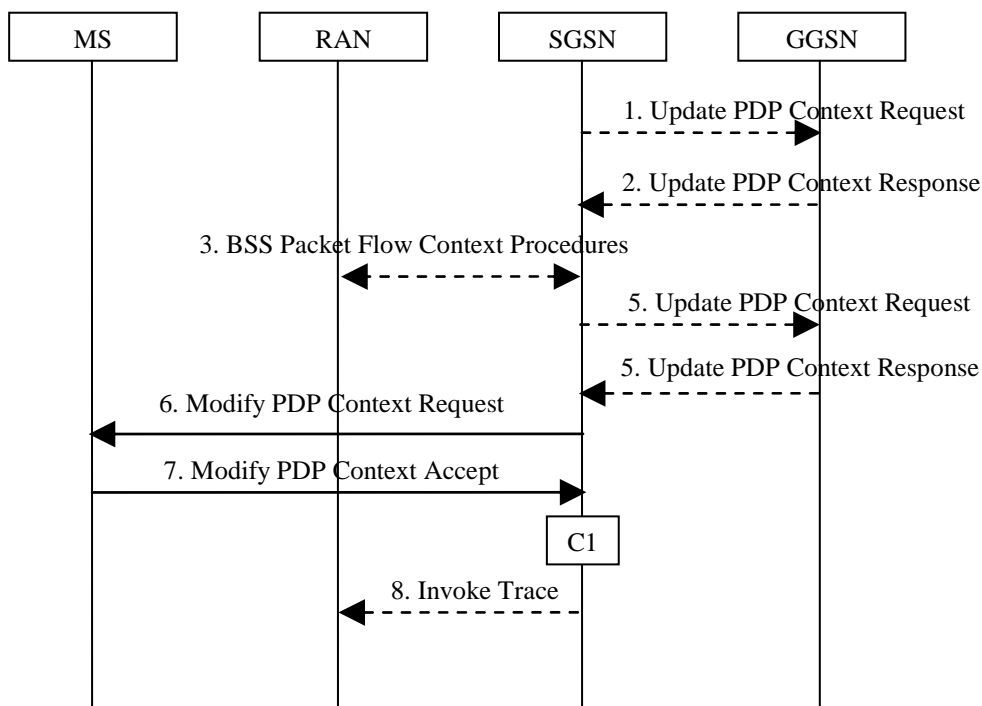 MS
RAN
SGSN
GGSN
1. Update PDP Context Request
2. Update PDP Context Response
3. BSS Packet Flow Context Procedures
5. Update PDP Context Request
5. Update PDP Context Response
6. Modify PDP Context Request
7. Modify PDP Context Accept
C1
8. Invoke Trace